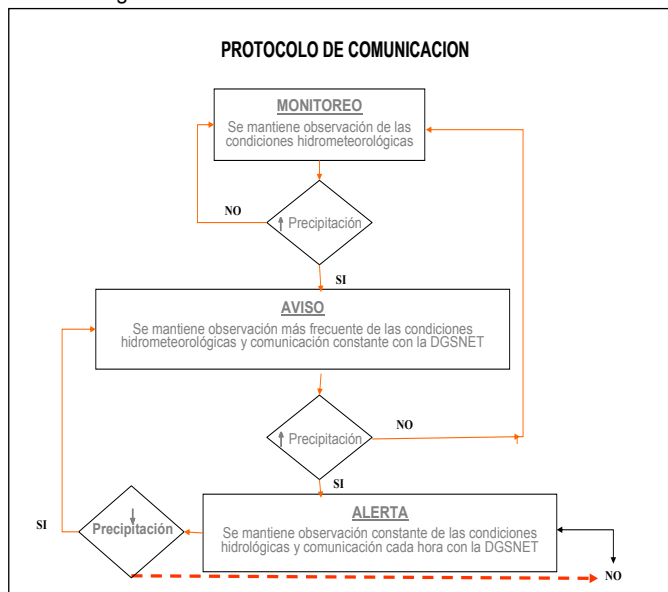 PROTOCOLO DE COMUNICACION
MONITOREO
Se mantiene observación de las
condiciones hidrometeorológicas
NO
Precipitación
SI
AVISO
Se mantiene observación más frecuente de las condiciones
hidrometeorológicas y comunicación constante con la DGSNET
Precipitación
NO
SI
ALERTA
Se mantiene observación constante de las condiciones
hidrológicas y comunicación cada hora con la DGSNET
Precipitación
SI
NO